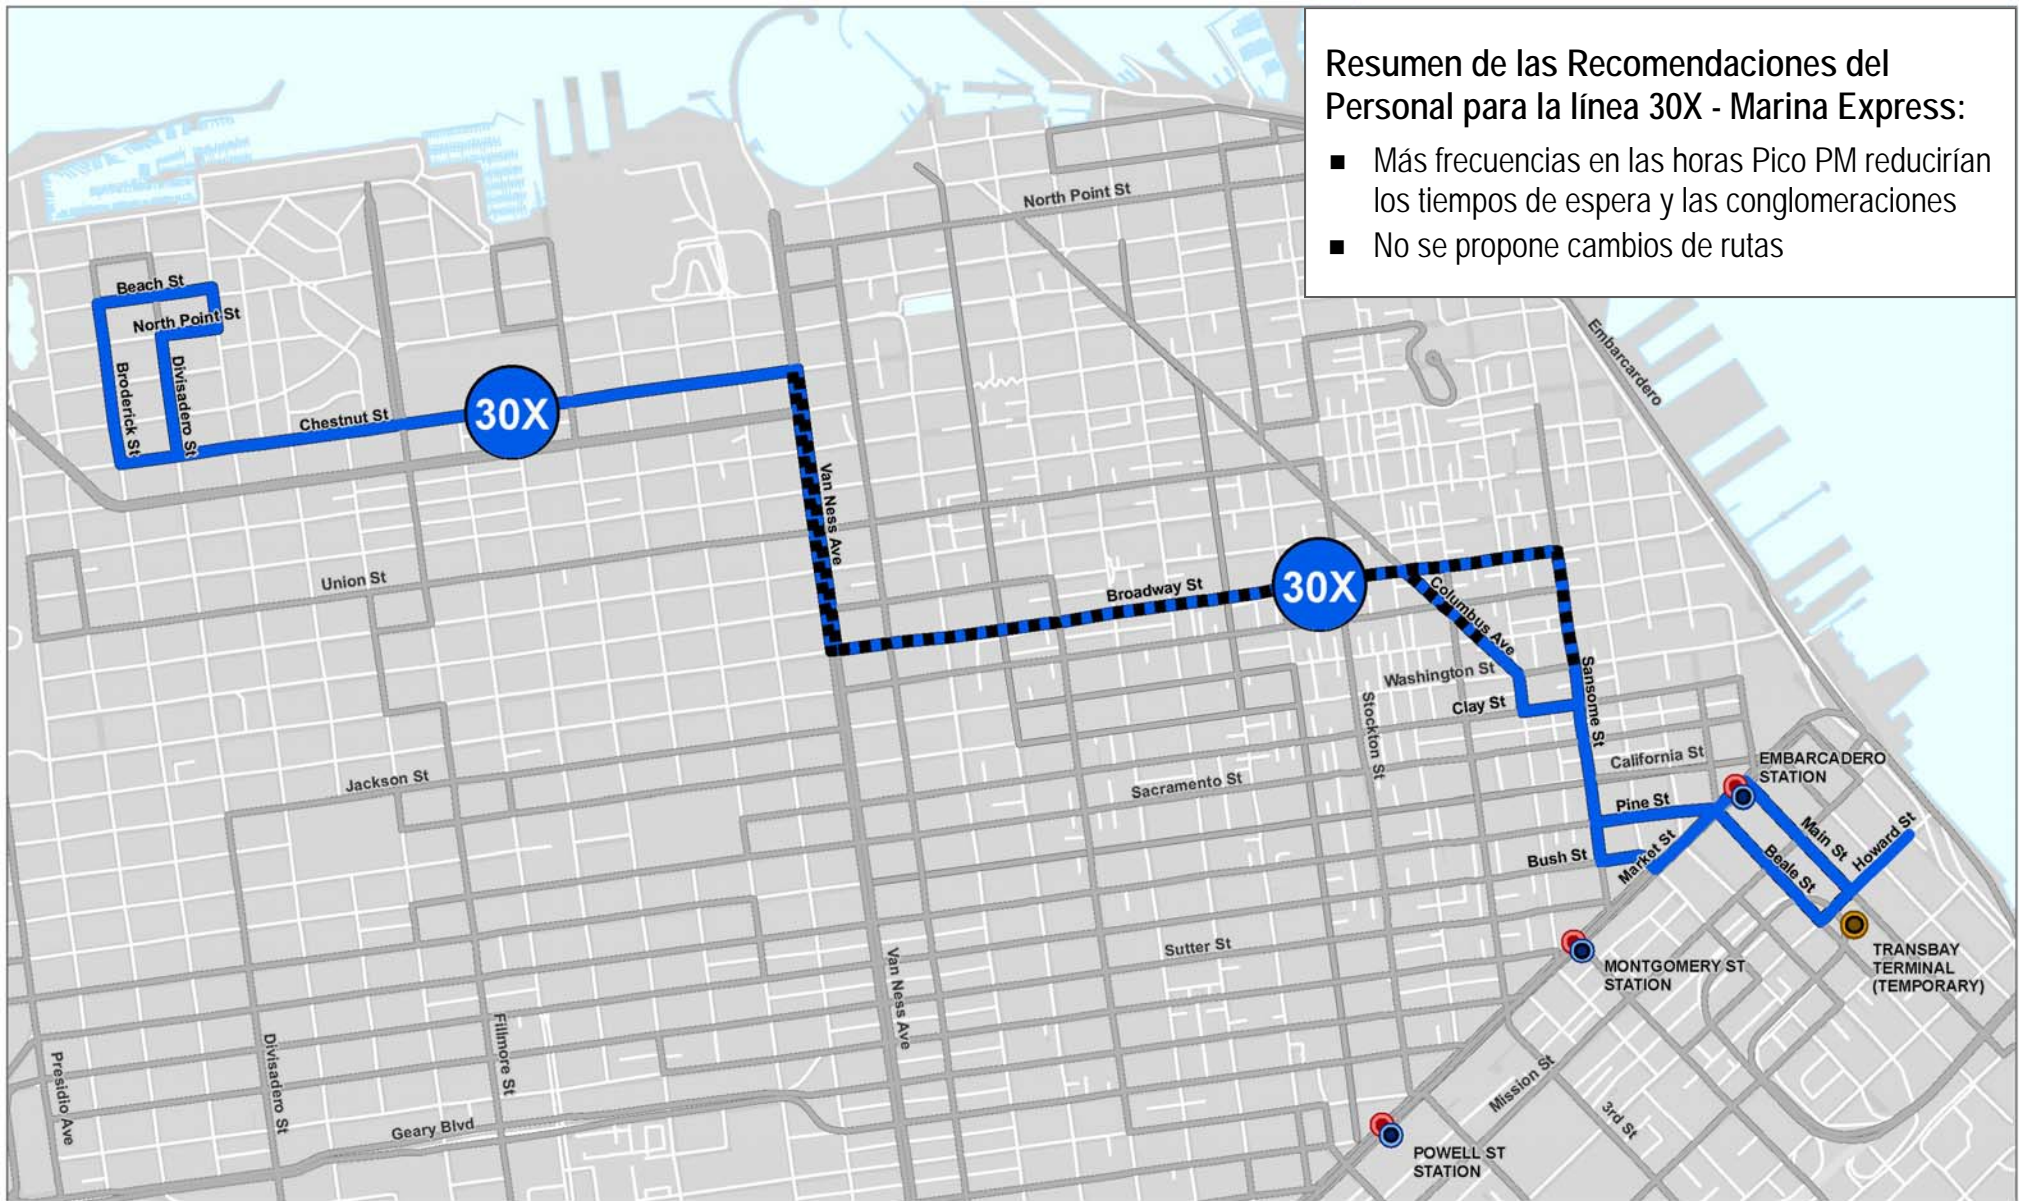 Resumen de las Recomendaciones del
Personal para la línea 30X - Marina Express:
■ Más frecuencias en las horas Pico PM reducirían
los tiempos de espera y las conglomeraciones
■ No se propone cambios de rutas
North Point St
Embarcardero
Beach St
North Point St
Broderick St
Divisadero St
Chestnut St
30X
Van Ness Ave
Union St
Broadway St
30X
Columbus Ave
Washington St
Clay St
Sansome St
Stockton St
Jackson St
Sacramento St
California St
EMBARCADERO
STATION
Pine St
Main St
Howard St
Bush St
Market St
Beale St
Sutter St
MONTGOMERY ST
STATION
TRANSBAY
TERMINAL
(TEMPORARY)
Van Ness Ave
Presidio Ave
Divisadero St
Fillmore St
Geary Blvd
Mission St
3rd St
POWELL ST
STATION